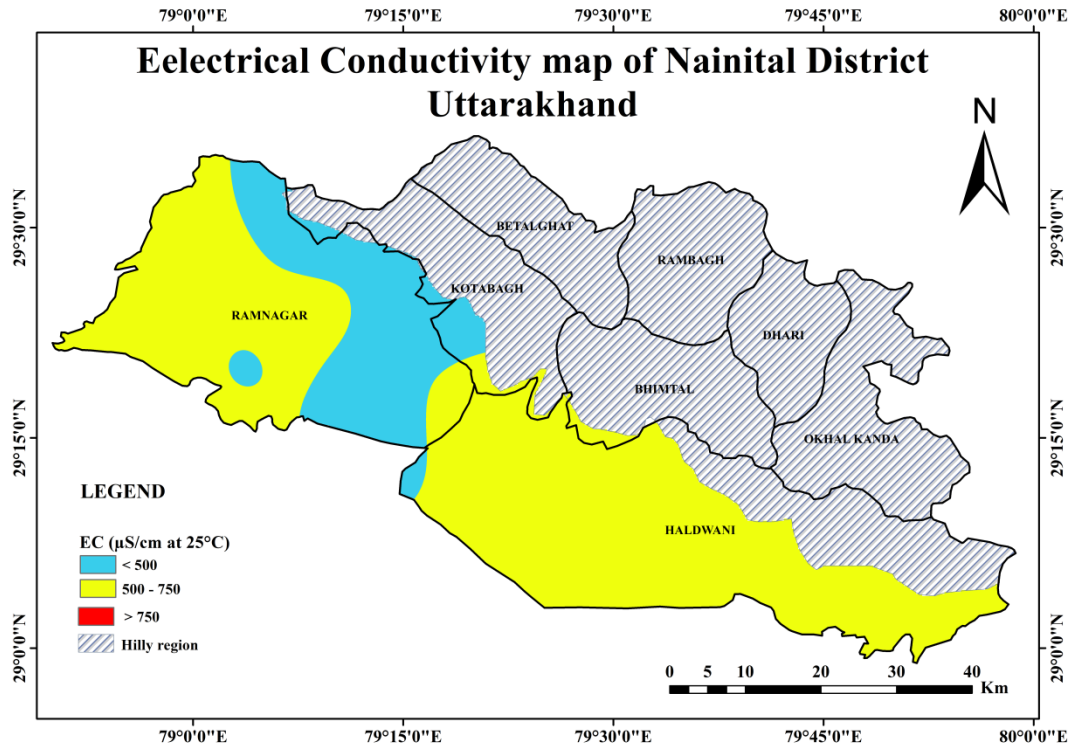 79°0'0"E 79°15'0"E 79°30'0"E 79°45'0"E 80°0'0"E
Eelectrical Conductivity map of Nainital District
Uttarakhand
N
29°30'0"N
29°30'0"N
BETALGHAT
RAMBAGH
KOTABAGH
RAMNAGAR
DHARI
BHIMTAL
29°15'0"N
29°15'0"N
OKHAL KANDA
HALDWANI
LEGEND
EC (µS/cm at 25°C)
< 500
500 - 750
> 750
Hilly region
29°0'0"N
29°0'0"N
0 5 10 20 30 40
Km
79°0'0"E 79°15'0"E 79°30'0"E 79°45'0"E 80°0'0"E